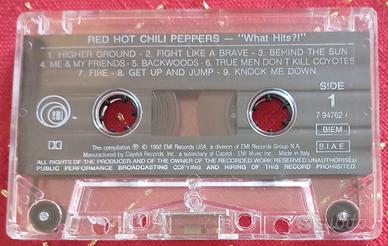 RED HOT CHILI PEPPERS — "What Hits?!"
1. HIGHER GROUND - 2. FIGHT LIKE A BRAVE - 3. BEHIND THE SUN
4. ME & MY FRIENDS - 5. BACKWOODS - 6. TRUE MEN DON'T KILL COYOTES
7. FIRE - 8. GET UP AND JUMP - 9. KNOCK ME DOWN
SIDE
1
7 94762 4
BIEM
S.I.A.E.
This compilation ℗ © 1992 EMI Records USA, a division of EMI Records Group N.A.
Manufactured by Capitol Records Inc. a subsidiary of Capitol - EMI Music Inc. Made in Italy
ALL RIGHTS OF THE PRODUCER AND OF THE OWNER OF THE RECORDED WORK RESERVED UNAUTHORISED
PUBLIC PERFORMANCE BROADCASTING COPYING AND HIRING OF THIS RECORD PROHIBITED.